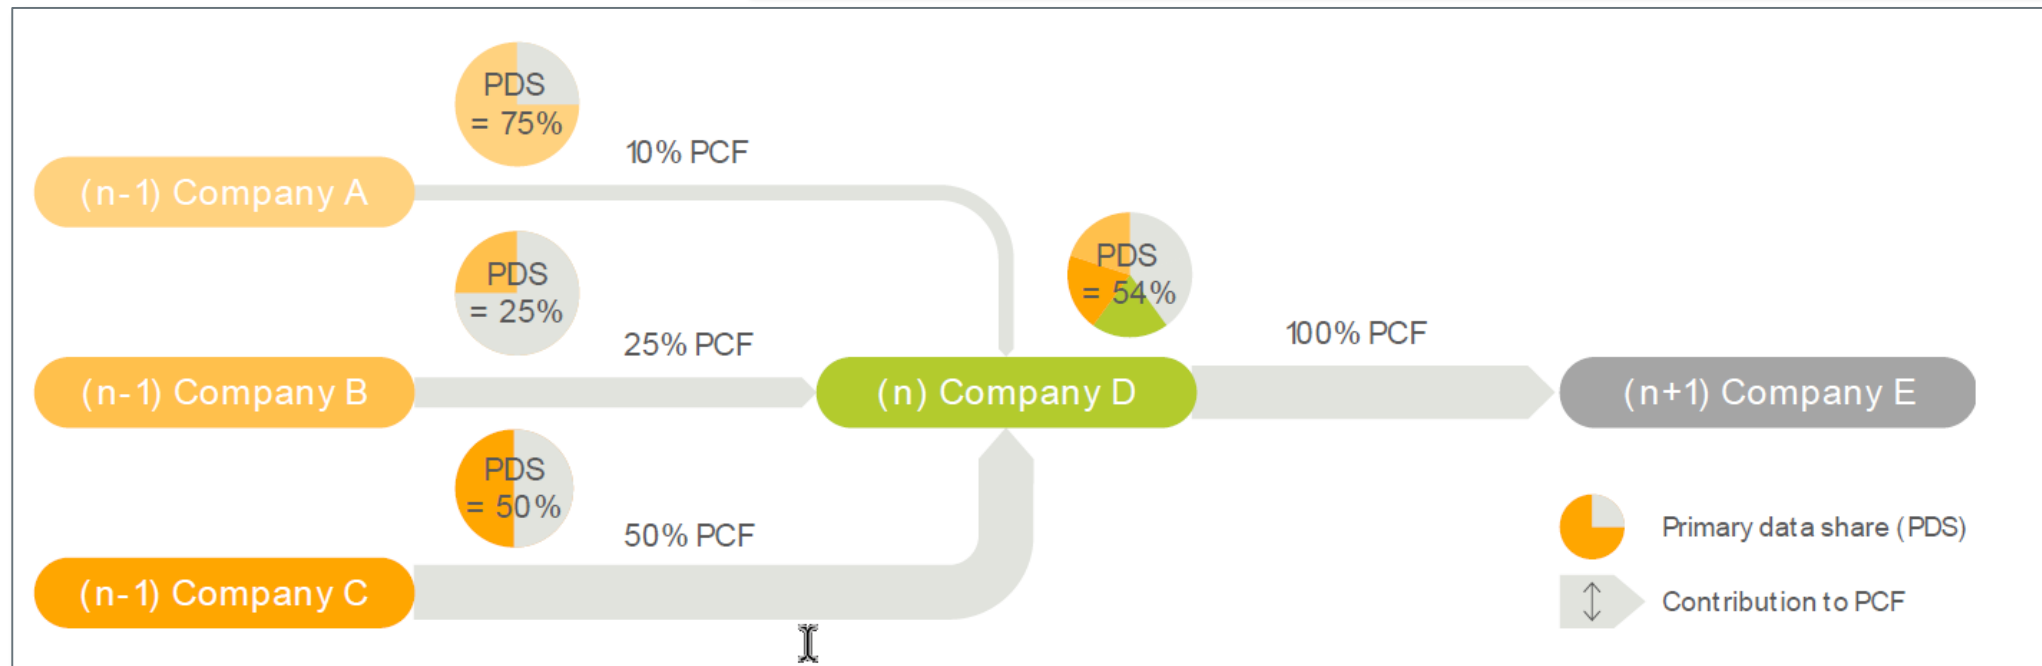 PDS
= 75%
10% PCF
(n-1) Company A
PDS
= 25%
25% PCF
(n-1) Company B
PDS
= 50%
50% PCF
(n-1) Company C
PDS
= 54%
(n) Company D
100% PCF
(n+1) Company E
Primary data share (PDS)
Contribution to PCF